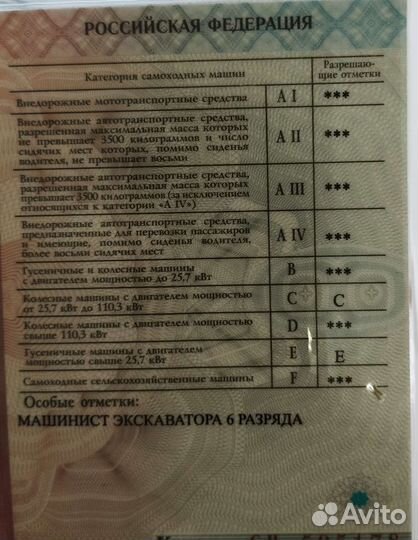 РОССИЙСКАЯ ФЕДЕРАЦИЯ
Категория самоходных машин
Разрешаю-
щие отметки
Внедорожные мототранспортные средства A I ***
Внедорожные автотранспортные средства,
разрешенная максимальная масса которых
не превышает 3500 килограммов и число
сидячих мест которых, помимо сиденья
водителя, не превышает восьми
A II ***
Внедорожные автотранспортные средства,
разрешенная максимальная масса которых
превышает 3500 килограммов (за исключением
относящихся к категории «А IV»)
A III ***
Внедорожные автотранспортные средства,
предназначенные для перевозки пассажиров
и имеющие, помимо сиденья водителя,
более восьми сидячих мест
A IV ***
Гусеничные и колесные машины
с двигателем мощностью до 25,7 кВт
B ***
Колесные машины с двигателем мощностью
от 25,7 кВт до 110,3 кВт
C C
Колесные машины с двигателем мощностью
свыше 110,3 кВт
D ***
Гусеничные машины с двигателем
мощностью свыше 25,7 кВт
E E
Самоходные сельскохозяйственные машины F ***
Особые отметки:
МАШИНИСТ ЭКСКАВАТОРА 6 РАЗРЯДА
Avito